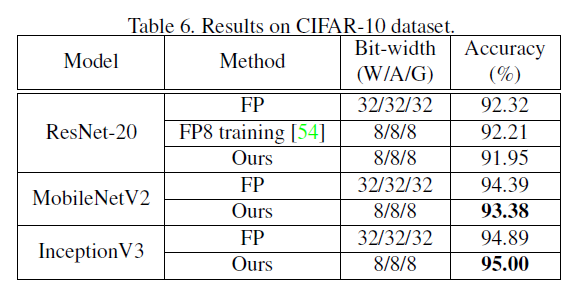 Table 6. Results on CIFAR-10 dataset.
Model Method Bit-width (W/A/G) Accuracy (%)
ResNet-20 FP 32/32/32 92.32
FP8 training [54] 8/8/8 92.21
Ours 8/8/8 91.95
MobileNetV2 FP 32/32/32 94.39
Ours 8/8/8 93.38
InceptionV3 FP 32/32/32 94.89
Ours 8/8/8 95.00